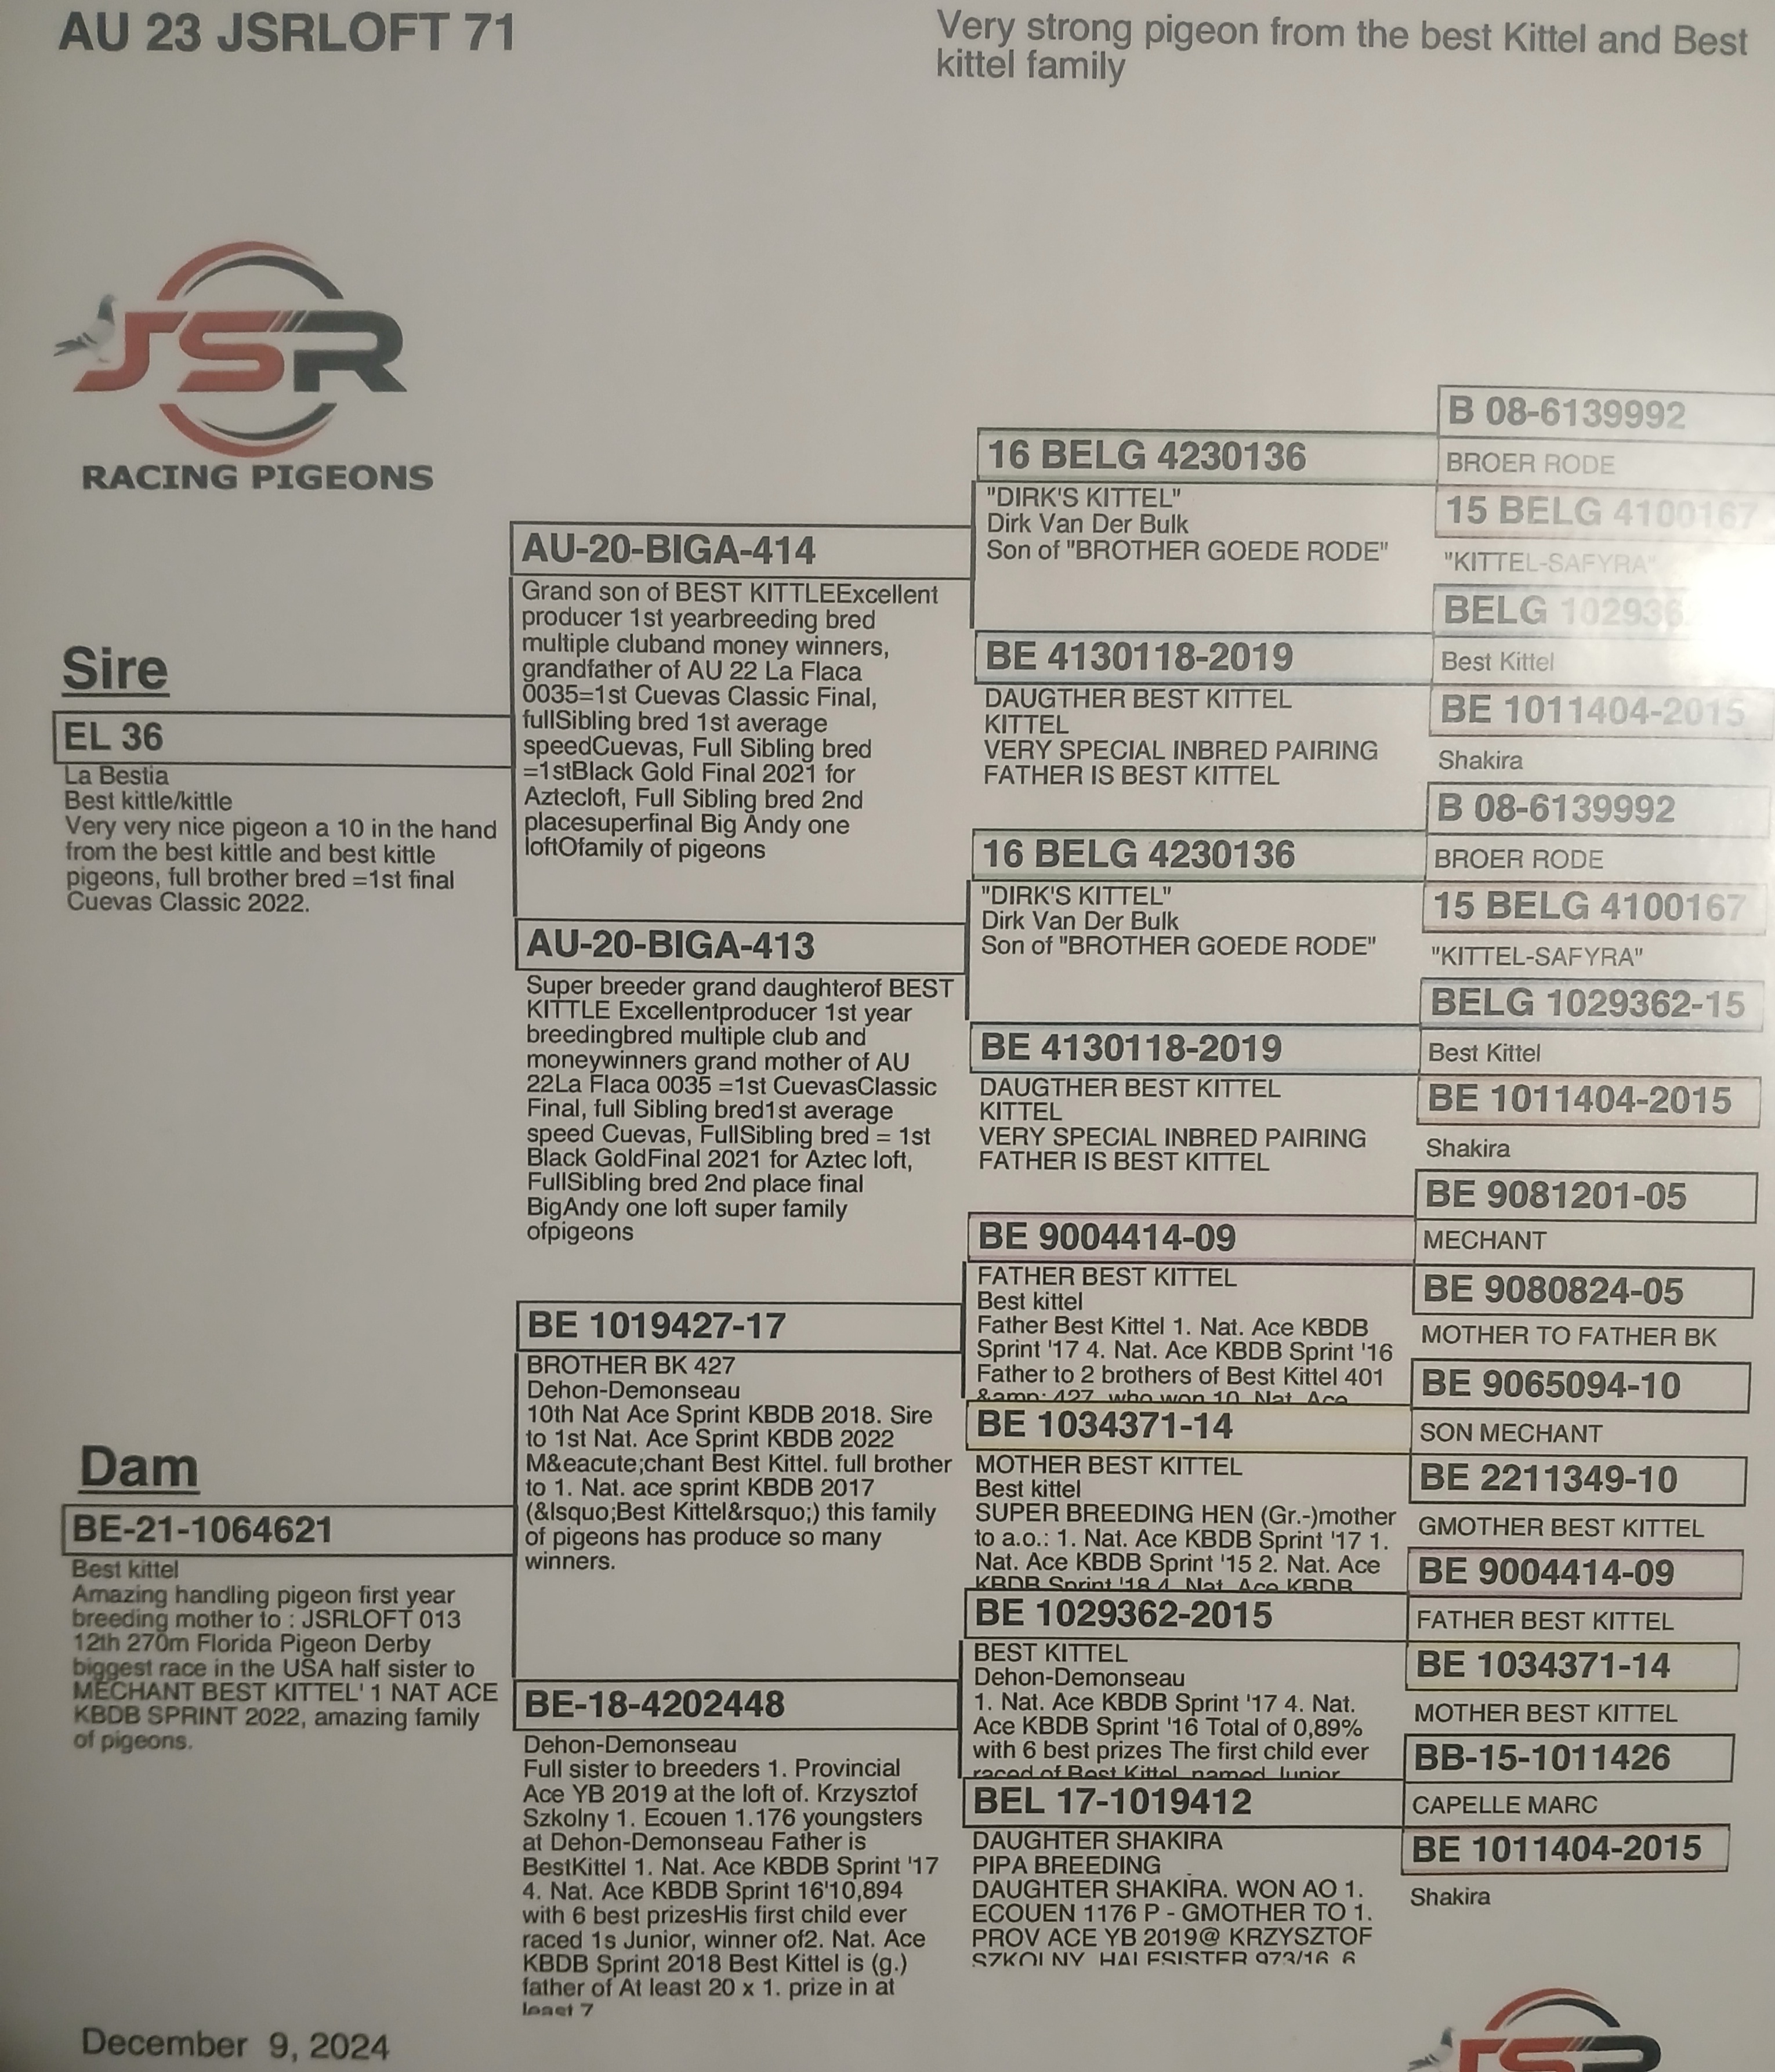 AU 23 JSRLOFT 71
Very strong pigeon from the best Kittel and Best
kittel family
JSR
RACING PIGEONS
Sire
EL 36
La Bestia
Best kittle/kittle
Very very nice pigeon a 10 in the hand
from the best kittle and best kittle
pigeons, full brother bred =1st final
Cuevas Classic 2022.
Dam
BE-21-1064621
Best kittel
Amazing handling pigeon first year
breeding mother to : JSRLOFT 013
12th 270m Florida Pigeon Derby
biggest race in the USA half sister to
MECHANT BEST KITTEL' 1 NAT ACE
KBDB SPRINT 2022, amazing family
of pigeons.
AU-20-BIGA-414
Grand son of BEST KITTLEExcellent
producer 1st yearbreeding bred
multiple cluband money winners,
grandfather of AU 22 La Flaca
0035=1st Cuevas Classic Final,
fullSibling bred 1st average
speedCuevas, Full Sibling bred
=1stBlack Gold Final 2021 for
Aztecloft, Full Sibling bred 2nd
placesuperfinal Big Andy one
loftOfamily of pigeons
AU-20-BIGA-413
Super breeder grand daughterof BEST
KITTLE Excellentproducer 1st year
breedingbred multiple club and
moneywinners grand mother of AU
22La Flaca 0035 =1st CuevasClassic
Final, full Sibling bred1st average
speed Cuevas, FullSibling bred = 1st
Black GoldFinal 2021 for Aztec loft,
FullSibling bred 2nd place final
BigAndy one loft super family
ofpigeons
BE 1019427-17
BROTHER BK 427
Dehon-Demonseau
10th Nat Ace Sprint KBDB 2018. Sire
to 1st Nat. Ace Sprint KBDB 2022
M&eacute;chant Best Kittel. full brother
to 1. Nat. ace sprint KBDB 2017
(&lsquo;Best Kittel&rsquo;) this family
of pigeons has produce so many
winners.
BE-18-4202448
Dehon-Demonseau
Full sister to breeders 1. Provincial
Ace YB 2019 at the loft of. Krzysztof
Szkolny 1. Ecouen 1.176 youngsters
at Dehon-Demonseau Father is
BestKittel 1. Nat. Ace KBDB Sprint '17
4. Nat. Ace KBDB Sprint 16'10,894
with 6 best prizesHis first child ever
raced 1s Junior, winner of2. Nat. Ace
KBDB Sprint 2018 Best Kittel is (g.)
father of At least 20 x 1. prize in at
least 7
16 BELG 4230136
"DIRK'S KITTEL"
Dirk Van Der Bulk
Son of "BROTHER GOEDE RODE"
BE 4130118-2019
DAUGTHER BEST KITTEL
KITTEL
VERY SPECIAL INBRED PAIRING
FATHER IS BEST KITTEL
16 BELG 4230136
"DIRK'S KITTEL"
Dirk Van Der Bulk
Son of "BROTHER GOEDE RODE"
BE 4130118-2019
DAUGTHER BEST KITTEL
KITTEL
VERY SPECIAL INBRED PAIRING
FATHER IS BEST KITTEL
BE 9004414-09
FATHER BEST KITTEL
Best kittel
Father Best Kittel 1. Nat. Ace KBDB
Sprint '17 4. Nat. Ace KBDB Sprint '16
Father to 2 brothers of Best Kittel 401
&amp; 427, who won 10. Nat. Ace
BE 1034371-14
MOTHER BEST KITTEL
Best kittel
SUPER BREEDING HEN (Gr.-)mother
to a.o.: 1. Nat. Ace KBDB Sprint '17 1.
Nat. Ace KBDB Sprint '15 2. Nat. Ace
KBDB Sprint '18 4. Nat. Ace KBDB
BE 1029362-2015
BEST KITTEL
Dehon-Demonseau
1. Nat. Ace KBDB Sprint '17 4. Nat.
Ace KBDB Sprint '16 Total of 0,89%
with 6 best prizes The first child ever
raced of Best Kittel, named Junior,
BEL 17-1019412
DAUGHTER SHAKIRA
PIPA BREEDING
DAUGHTER SHAKIRA. WON AO 1.
ECOUEN 1176 P - GMOTHER TO 1.
PROV ACE YB 2019@ KRZYSZTOF
SZKOLNY. HALFSISTER 973/16 6
B 08-6139992
BROER RODE
15 BELG 4100167
"KITTEL-SAFYRA"
BELG 102936
Best Kittel
BE 1011404-2015
Shakira
B 08-6139992
BROER RODE
15 BELG 4100167
"KITTEL-SAFYRA"
BELG 1029362-15
Best Kittel
BE 1011404-2015
Shakira
BE 9081201-05
MECHANT
BE 9080824-05
MOTHER TO FATHER BK
BE 9065094-10
SON MECHANT
BE 2211349-10
GMOTHER BEST KITTEL
BE 9004414-09
FATHER BEST KITTEL
BE 1034371-14
MOTHER BEST KITTEL
BB-15-1011426
CAPELLE MARC
BE 1011404-2015
Shakira
December 9, 2024
JSR